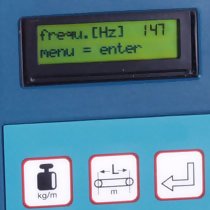 frequ.[Hz] 147
menu = enter
L
kg/m
m